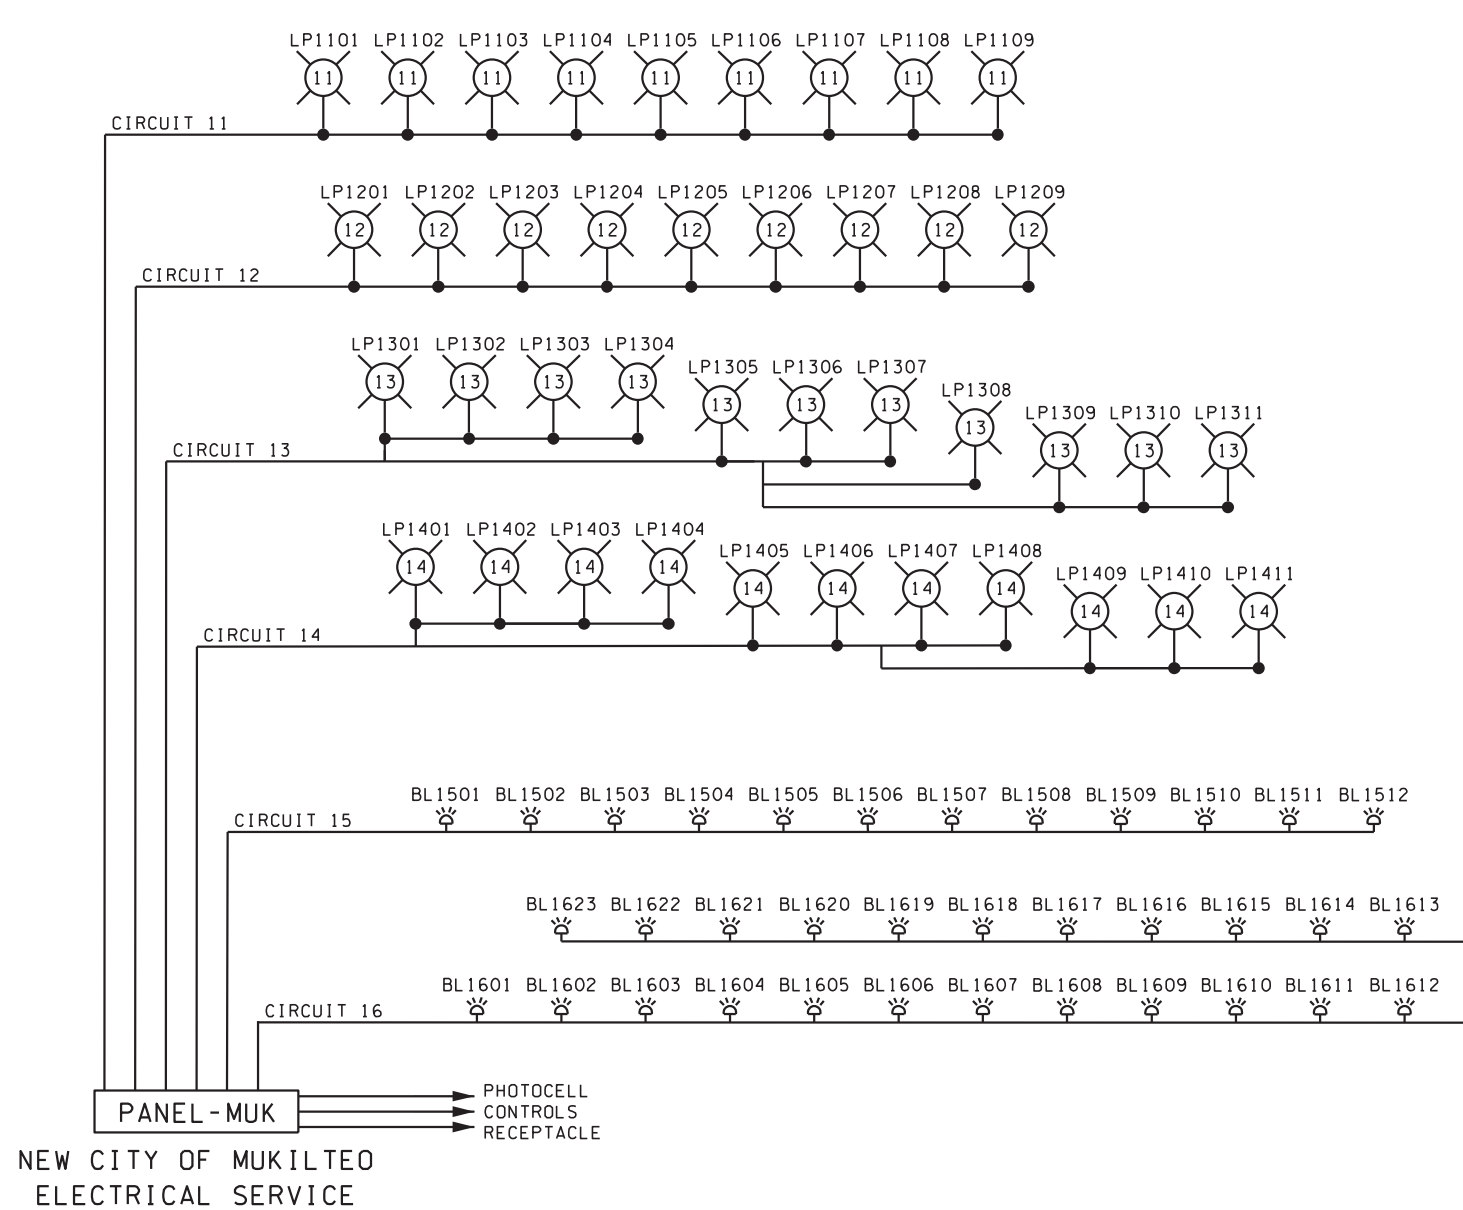 LP1101 LP1102 LP1103 LP1104 LP1105 LP1106 LP1107 LP1108 LP1109
11 11 11 11 11 11 11 11 11
CIRCUIT 11
LP1201 LP1202 LP1203 LP1204 LP1205 LP1206 LP1207 LP1208 LP1209
12 12 12 12 12 12 12 12 12
CIRCUIT 12
LP1301 LP1302 LP1303 LP1304
LP1305 LP1306 LP1307
LP1308
LP1309 LP1310 LP1311
13 13 13 13
13 13 13
13
13 13 13
CIRCUIT 13
LP1401 LP1402 LP1403 LP1404
LP1405 LP1406 LP1407 LP1408
LP1409 LP1410 LP1411
14 14 14 14
14 14 14 14
14 14 14
CIRCUIT 14
BL1501 BL1502 BL1503 BL1504 BL1505 BL1506 BL1507 BL1508 BL1509 BL1510 BL1511 BL1512
CIRCUIT 15
BL1623 BL1622 BL1621 BL1620 BL1619 BL1618 BL1617 BL1616 BL1615 BL1614 BL1613
BL1601 BL1602 BL1603 BL1604 BL1605 BL1606 BL1607 BL1608 BL1609 BL1610 BL1611 BL1612
CIRCUIT 16
PANEL-MUK
PHOTOCELL
CONTROLS
RECEPTACLE
NEW CITY OF MUKILTEO
ELECTRICAL SERVICE